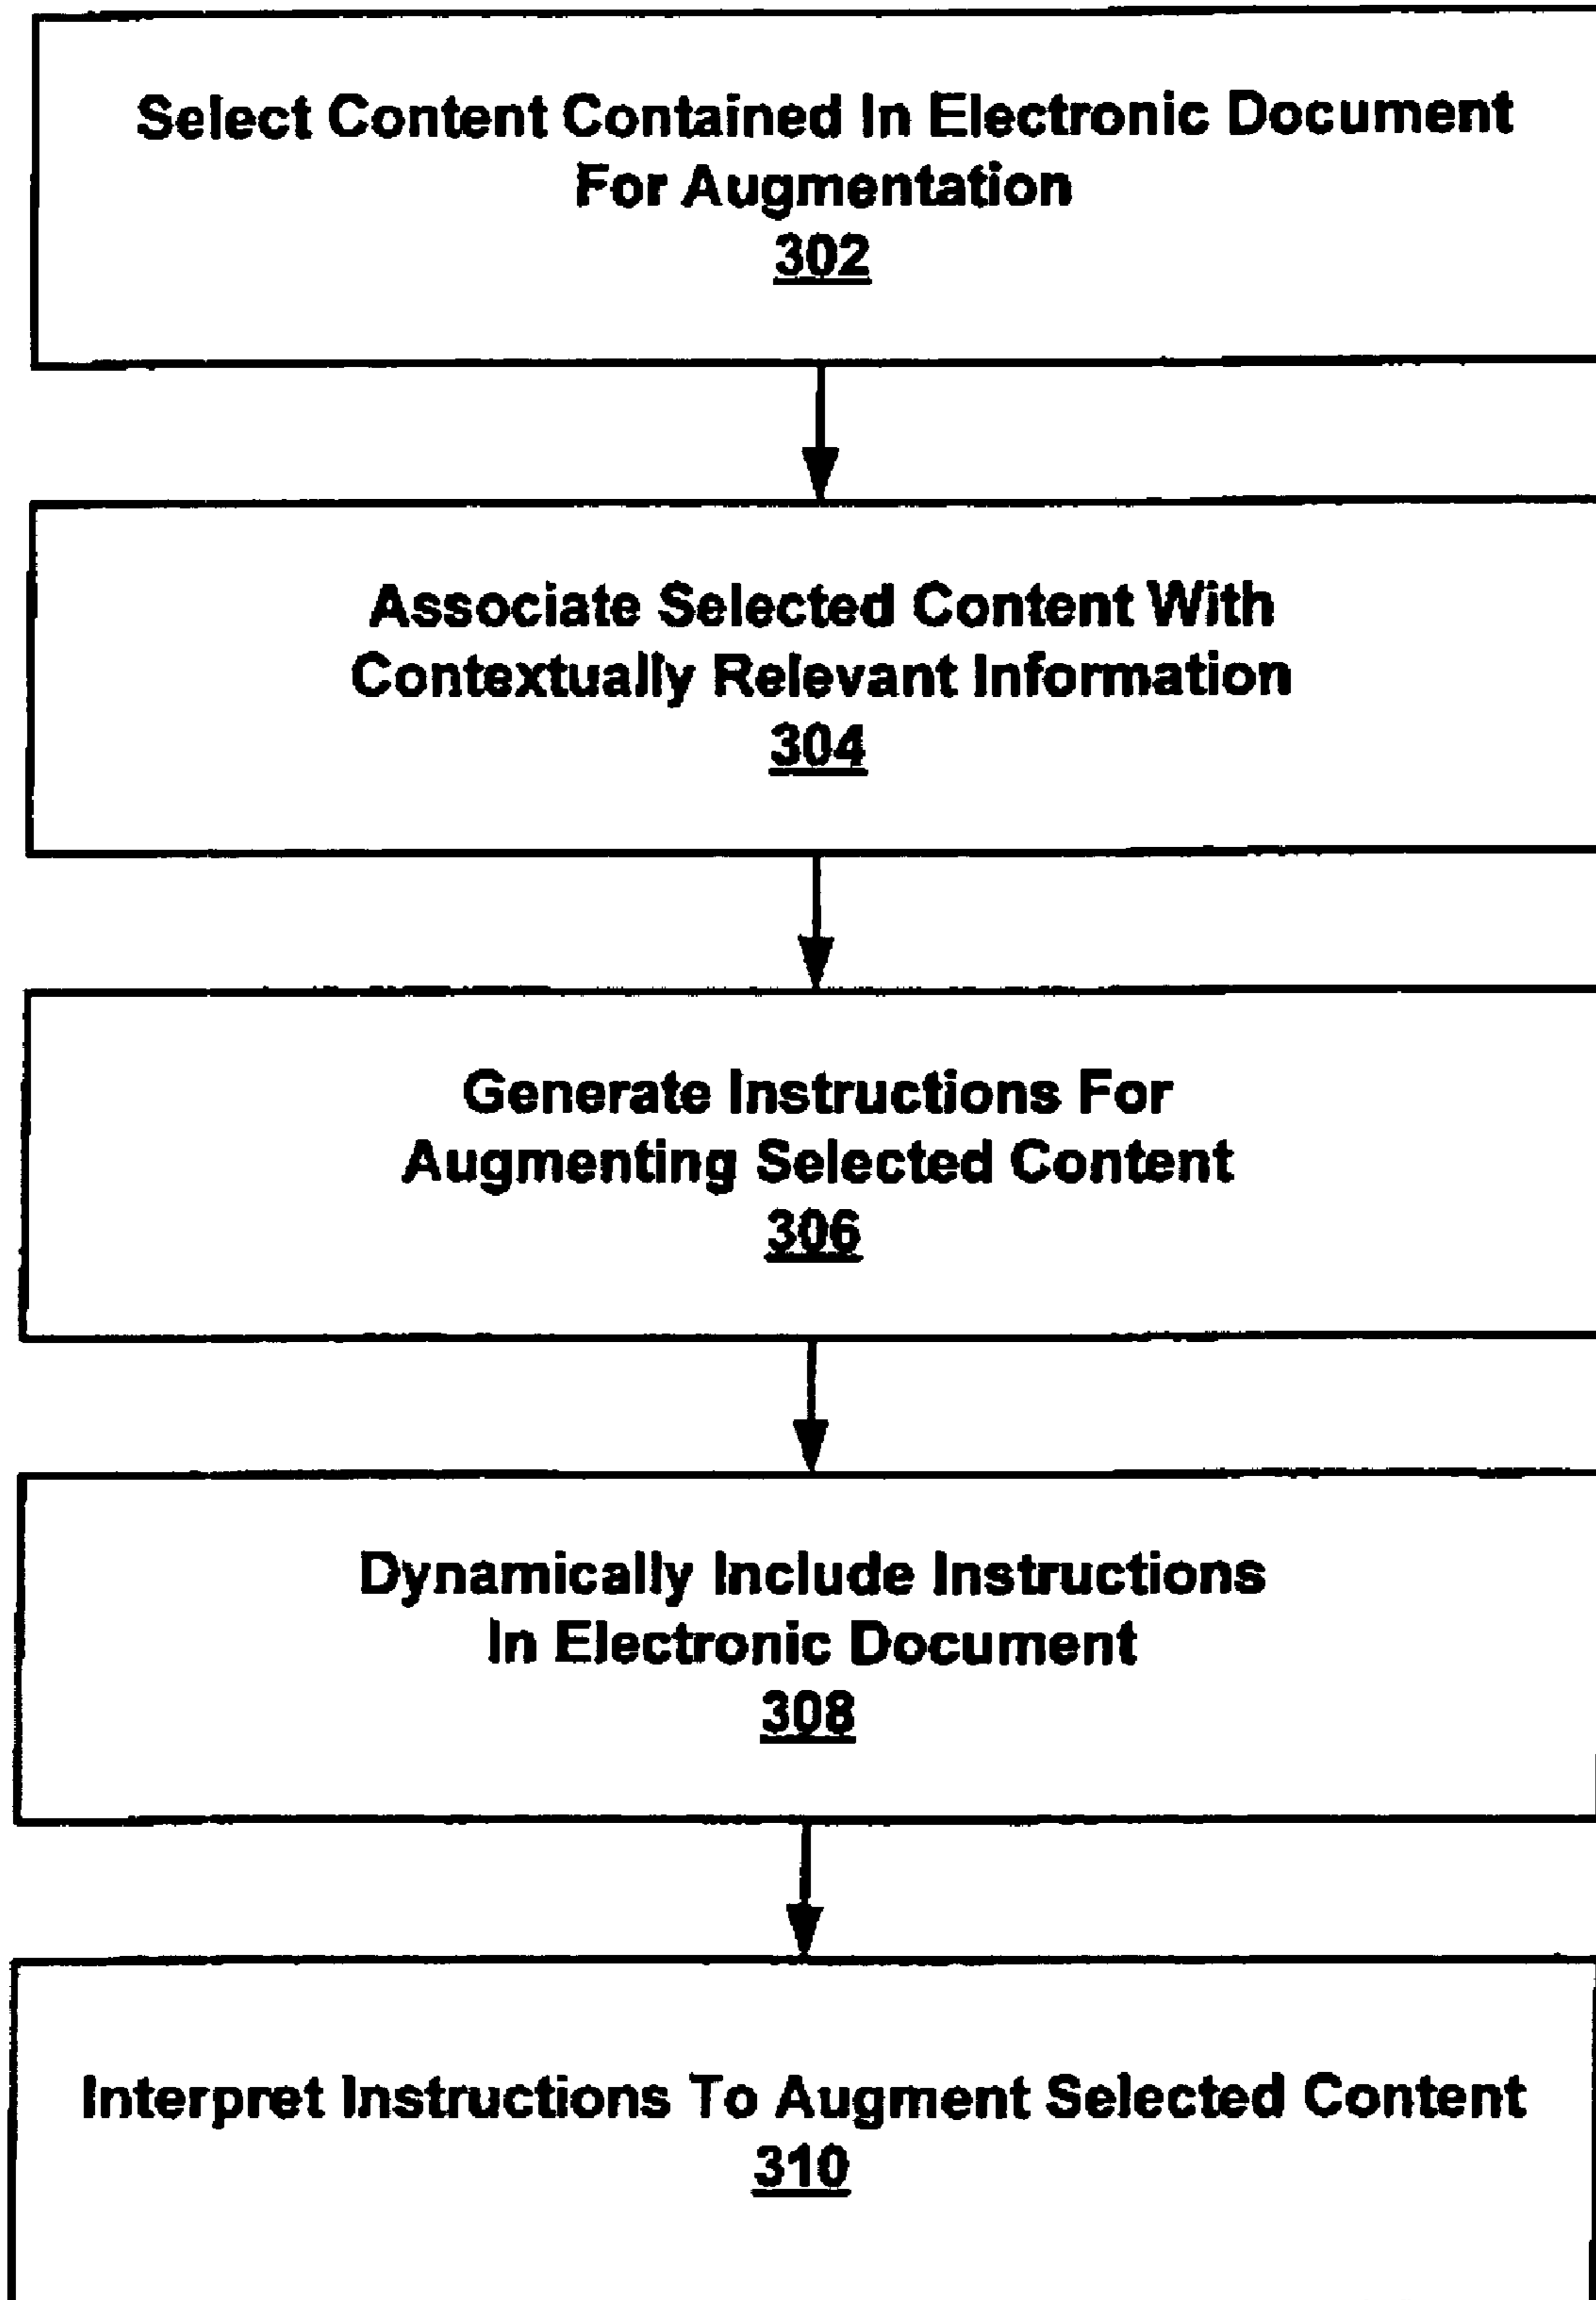 Select Content Contained In Electronic Document
For Augmentation
302
Associate Selected Content With
Contextually Relevant Information
304
Generate Instructions For
Augmenting Selected Content
306
Dynamically Include Instructions
In Electronic Document
308
Interpret Instructions To Augment Selected Content
310